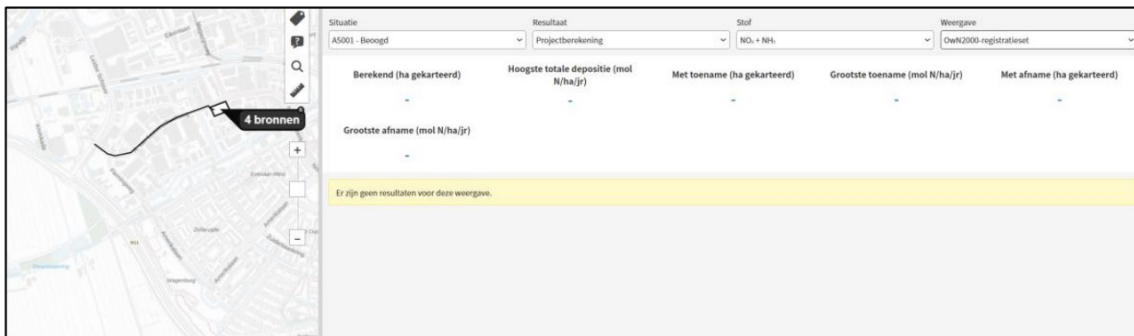 Situatie
Resultaat
Stof
Weergave
A5001 - Beoogd
Projectberekening
NOₓ + NH₃
OwN2000-registratieset
Berekend (ha gekarteerd)
Hoogste totale depositie (mol
N/ha/jr)
Met toename (ha gekarteerd)
Grootste toename (mol N/ha/jr)
Met afname (ha gekarteerd)
-
-
-
-
-
Grootste afname (mol N/ha/jr)
-
Er zijn geen resultaten voor deze weergave.
4 bronnen
+
-
N11